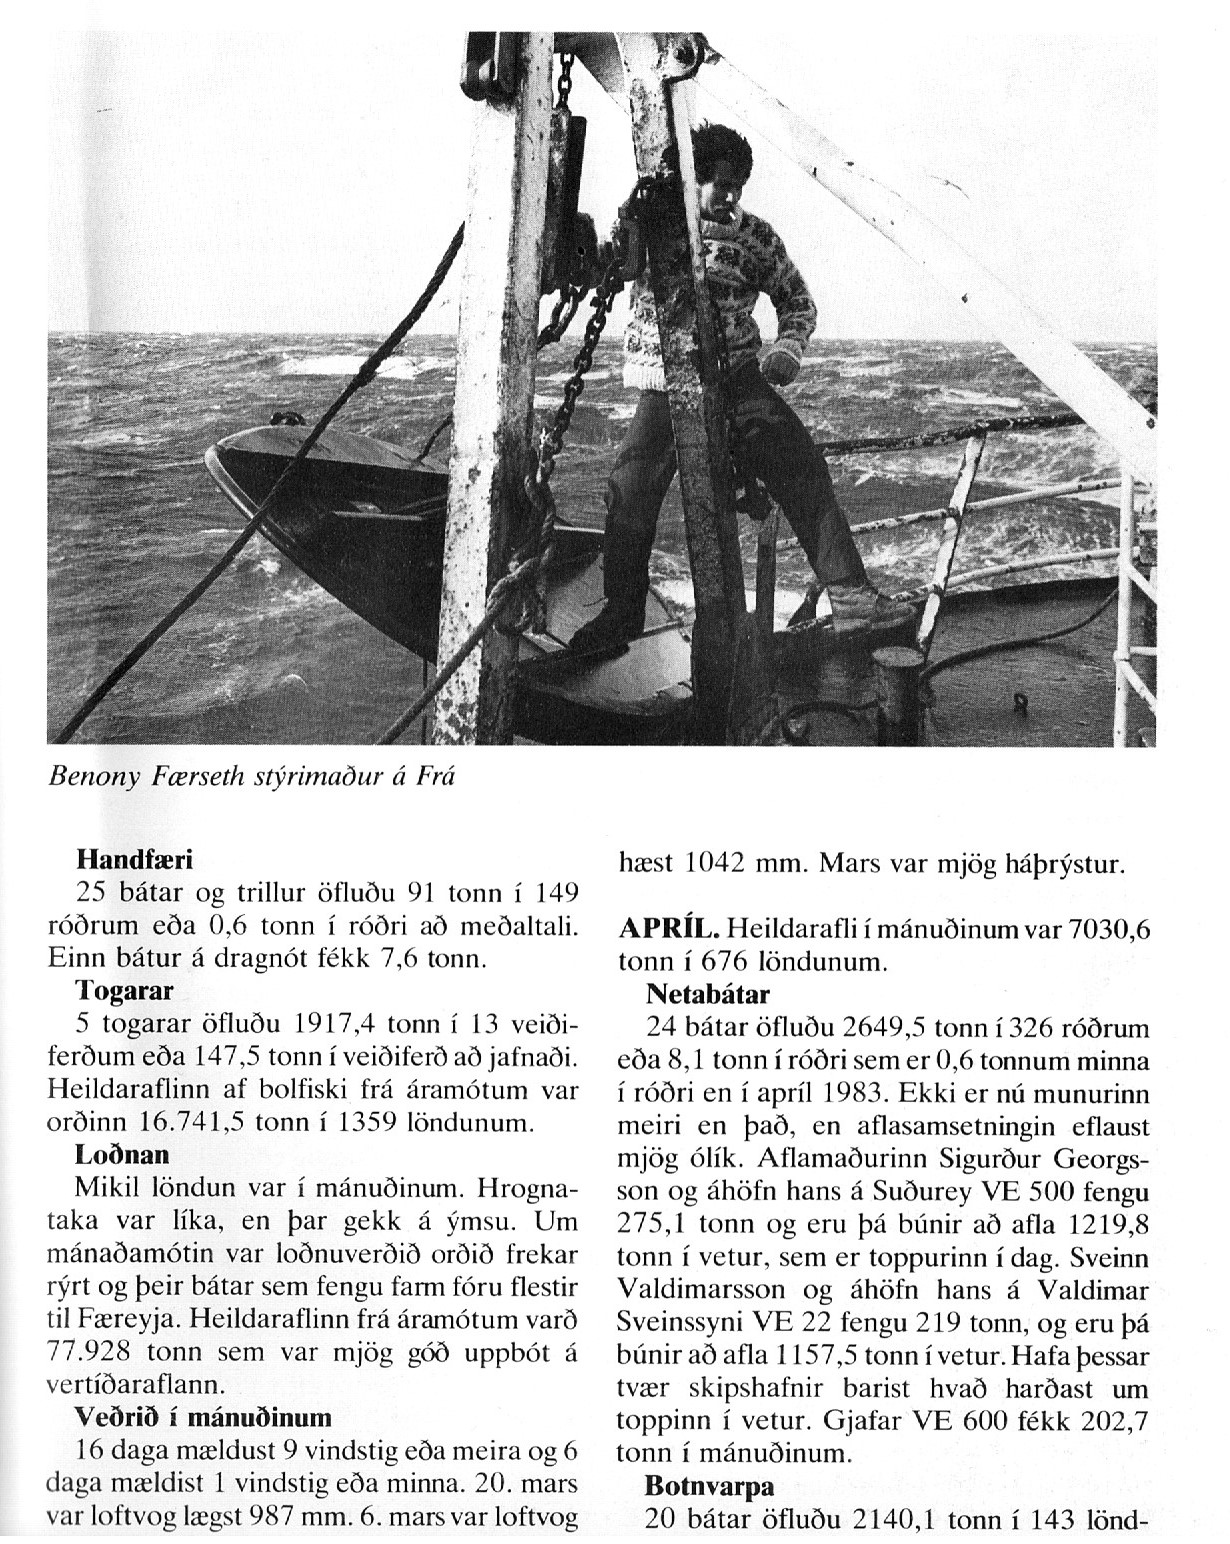 Benony Færseth stýrimaður á Frá
Handfæri
25 bátar og trillur öfluðu 91 tonn í 149
róðrum eða 0,6 tonn í róðri að meðaltali.
Einn bátur á dragnót fékk 7,6 tonn.
Togarar
5 togarar öfluðu 1917,4 tonn í 13 veiði-
ferðum eða 147,5 tonn í veiðiferð að jafnaði.
Heildaraflinn af bolfiski frá áramótum var
orðinn 16.741,5 tonn í 1359 löndunum.
Loðnan
Mikil löndun var í mánuðinum. Hrogna-
taka var líka, en þar gekk á ýmsu. Um
mánaðamótin var loðnuverðið orðið frekar
rýrt og þeir bátar sem fengu farm fóru flestir
til Færeyja. Heildaraflinn frá áramótum varð
77.928 tonn sem var mjög góð uppbót á
vertíðaraflann.
Veðrið í mánuðinum
16 daga mældust 9 vindstig eða meira og 6
daga mældist 1 vindstig eða minna. 20. mars
var loftvog lægst 987 mm. 6. mars var loftvog
hæst 1042 mm. Mars var mjög háþrýstur.
APRÍL. Heildarafli í mánuðinum var 7030,6
tonn í 676 löndunum.
Netabátar
24 bátar öfluðu 2649,5 tonn í 326 róðrum
eða 8,1 tonn í róðri sem er 0,6 tonnum minna
í róðri en í apríl 1983. Ekki er nú munurinn
meiri en það, en aflasamsetningin eflaust
mjög ólík. Aflamaðurinn Sigurður Georgs-
son og áhöfn hans á Suðurey VE 500 fengu
275,1 tonn og eru þá búnir að afla 1219,8
tonn í vetur, sem er toppurinn í dag. Sveinn
Valdimarsson og áhöfn hans á Valdimar
Sveinssyni VE 22 fengu 219 tonn, og eru þá
búnir að afla 1157,5 tonn í vetur. Hafa þessar
tvær skipshafnir barist hvað harðast um
toppinn í vetur. Gjafar VE 600 fékk 202,7
tonn í mánuðinum.
Botnvarpa
20 bátar öfluðu 2140,1 tonn í 143 lönd-